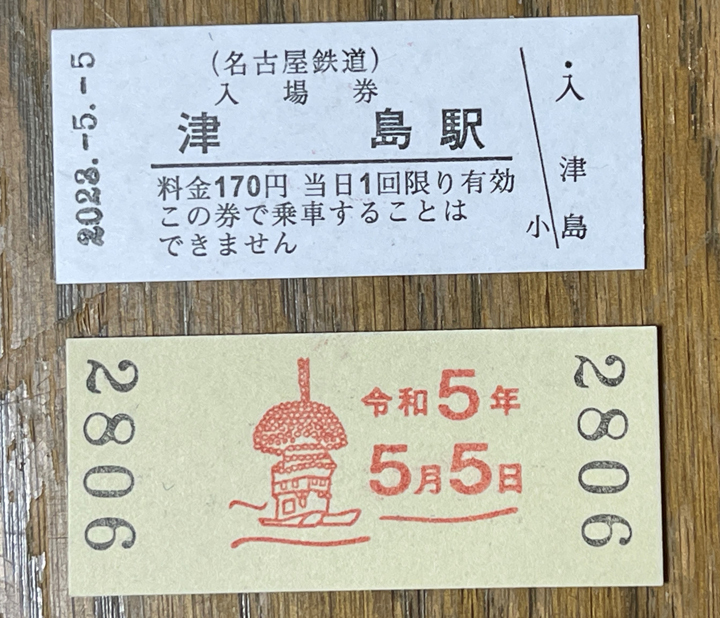 2023.-5.-5
(名古屋鉄道)
入場券
津島駅
料金170円 当日1回限り有効
この券で乗車することは
できません
・入
津島
小
2806
令和5年
5月5日
2806